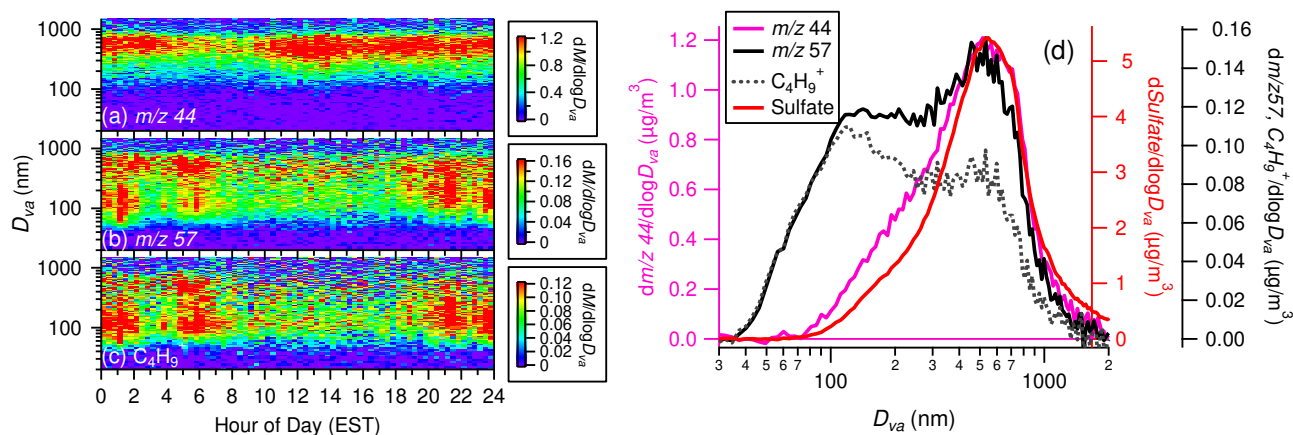 1000
100
(a) m/z 44
1.2
0.8
0.4
0
dM/dlogDva
1000
100
(b) m/z 57
0.16
0.12
0.08
0.04
0
dM/dlogDva
1000
100
(c) C4H9
0.12
0.10
0.08
0.06
0.04
0.02
0
dM/dlogDva
Dva (nm)
0 2 4 6 8 10 12 14 16 18 20 22 24
Hour of Day (EST)
(d)
m/z 44
m/z 57
C4H9+
Sulfate
1.2
1.0
0.8
0.6
0.4
0.2
0.0
dm/z 44/dlogDva (µg/m3)
5
4
3
2
1
0
dSulfate/dlogDva
(µg/m3)
0.16
0.14
0.12
0.10
0.08
0.06
0.04
0.02
0.00
dm/z57, C4H9+/dlogDva (µg/m3)
3 4 5 6 7 2 3 4 5 6 7 2
100 1000
Dva (nm)